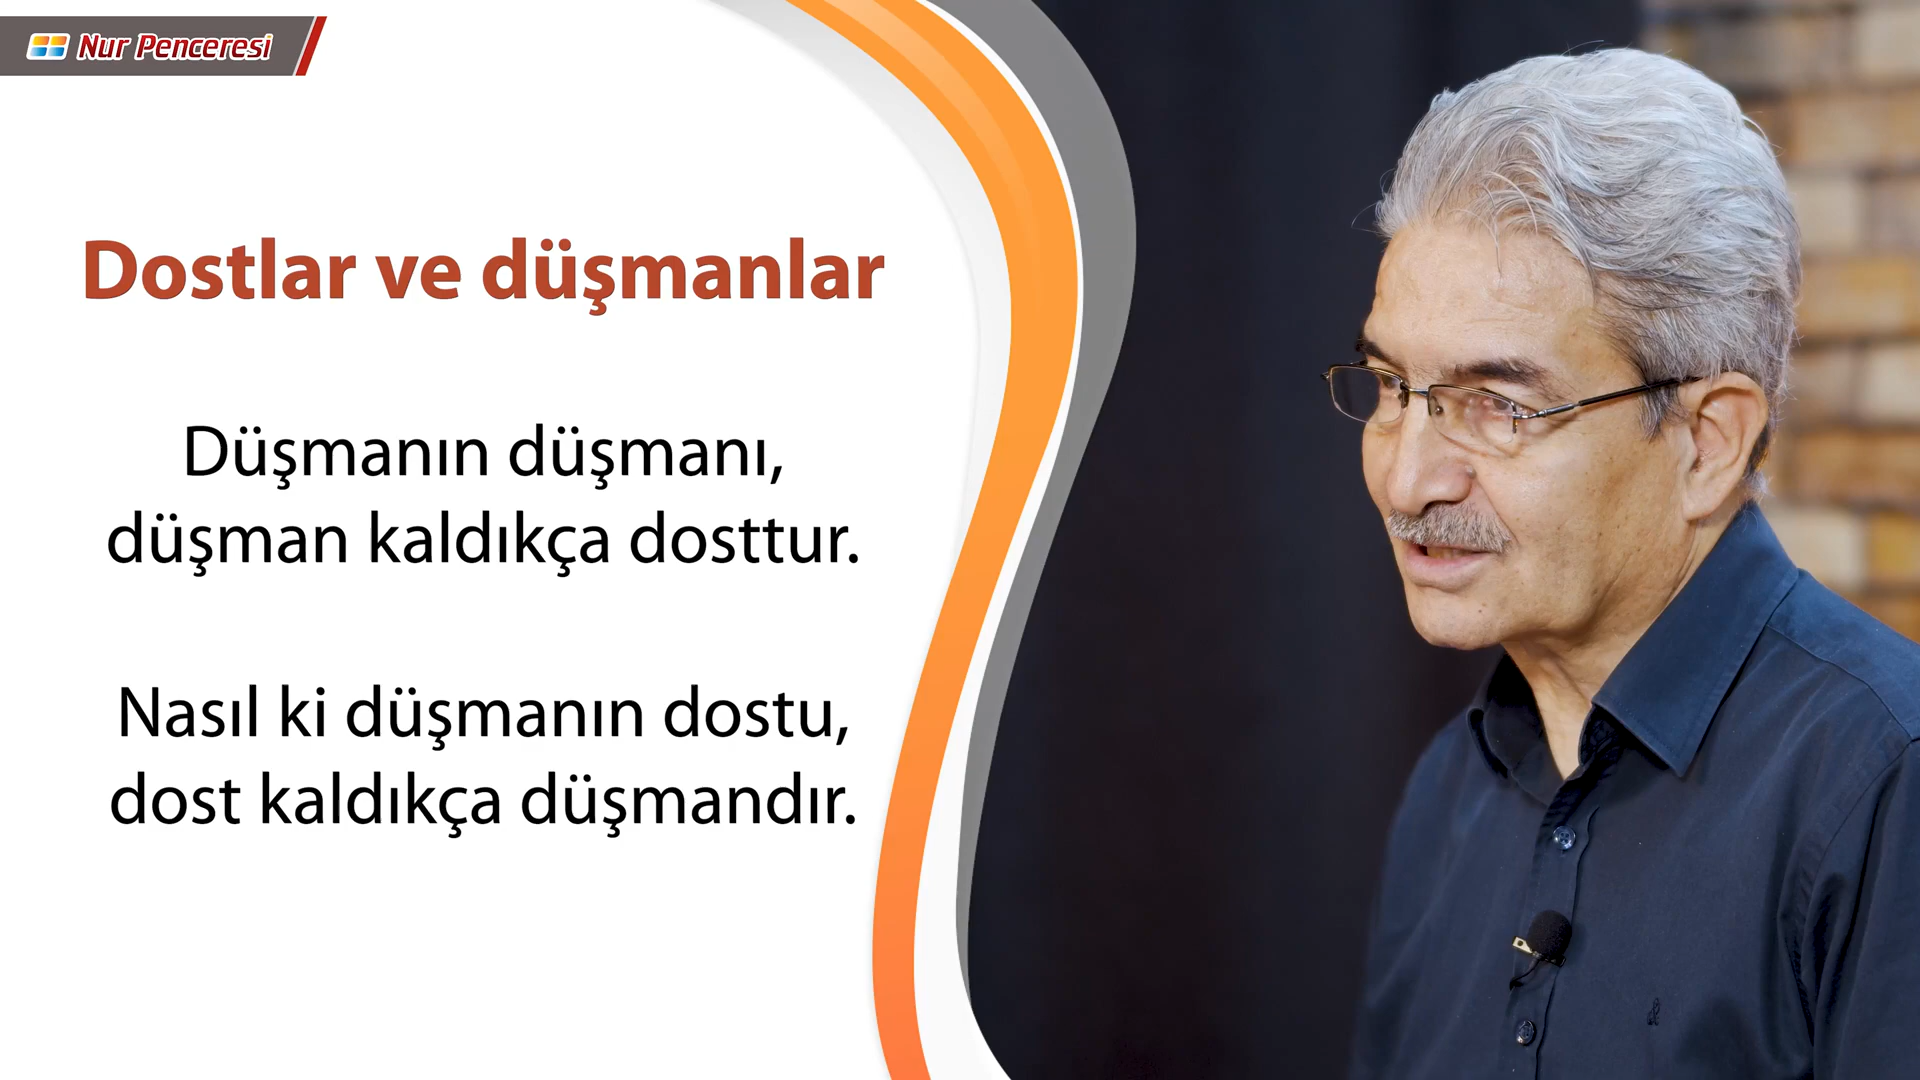 Nur Penceresi
Dostlar ve düşmanlar
Düşmanın düşmanı,
düşman kaldıkça dosttur.
Nasıl ki düşmanın dostu,
dost kaldıkça düşmandır.